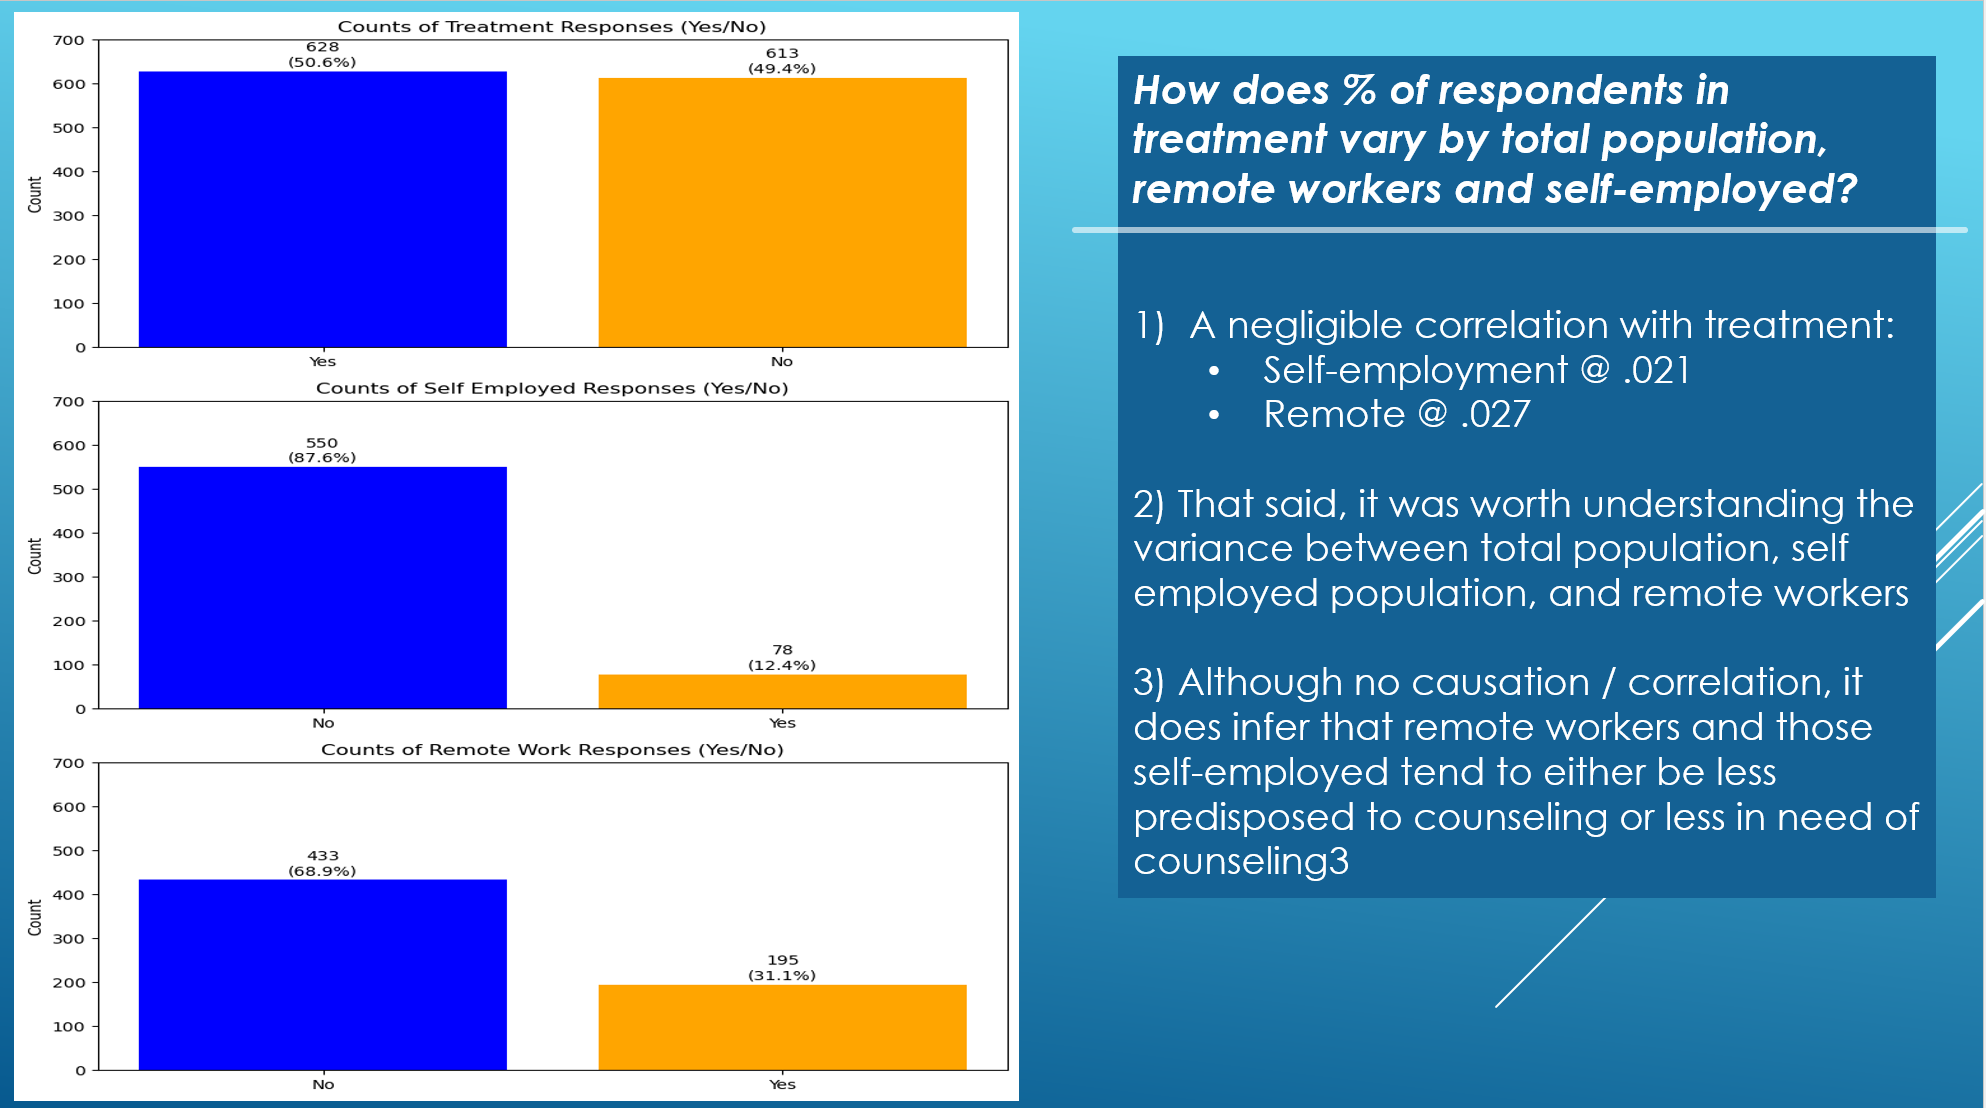 Counts of Treatment Responses (Yes/No)
700
600
500
400
300
200
100
0
Count
628
(50.6%)
613
(49.4%)
Yes
No
Counts of Self Employed Responses (Yes/No)
700
600
500
400
300
200
100
0
Count
550
(87.6%)
78
(12.4%)
No
Yes
Counts of Remote Work Responses (Yes/No)
700
600
500
400
300
200
100
0
Count
433
(68.9%)
195
(31.1%)
No
Yes
How does % of respondents in
treatment vary by total population,
remote workers and self-employed?
1) A negligible correlation with treatment:
• Self-employment @ .021
• Remote @ .027
2) That said, it was worth understanding the
variance between total population, self
employed population, and remote workers
3) Although no causation / correlation, it
does infer that remote workers and those
self-employed tend to either be less
predisposed to counseling or less in need of
counseling3